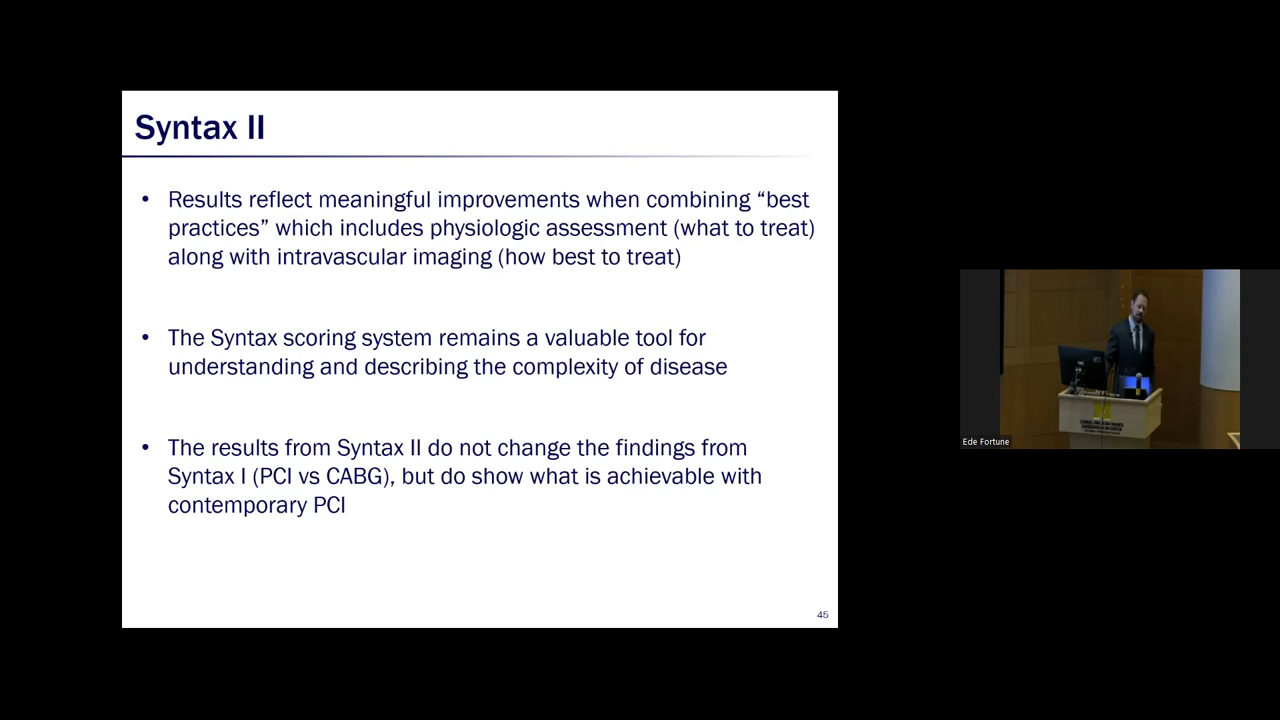 Syntax II
• Results reflect meaningful improvements when combining “best
practices” which includes physiologic assessment (what to treat)
along with intravascular imaging (how best to treat)
• The Syntax scoring system remains a valuable tool for
understanding and describing the complexity of disease
• The results from Syntax II do not change the findings from
Syntax I (PCI vs CABG), but do show what is achievable with
contemporary PCI
45
Ede Fortune